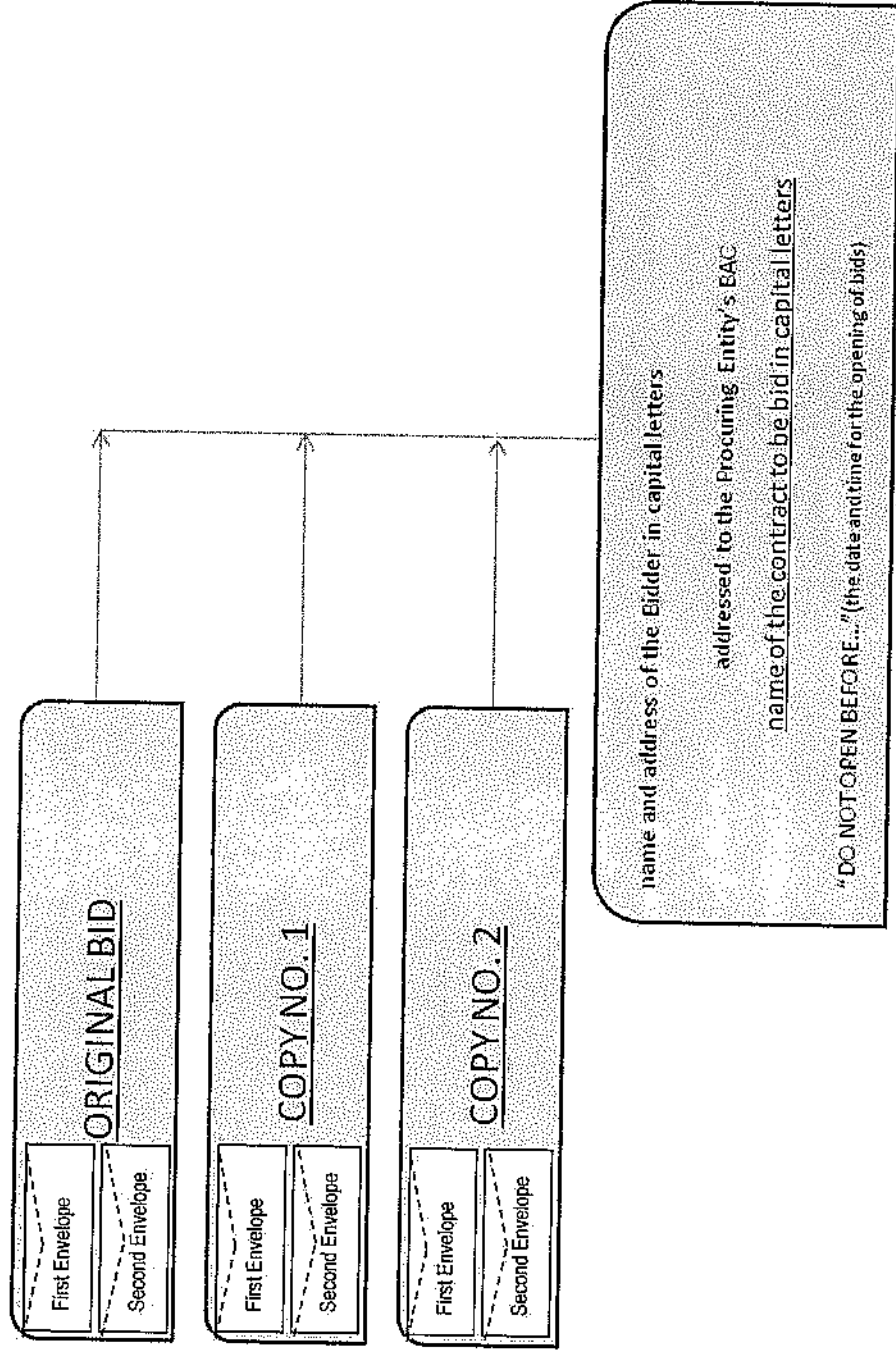 First Envelope
Second Envelope
ORIGINAL BID
First Envelope
Second Envelope
COPY NO. 1
First Envelope
Second Envelope
COPY NO. 2
name and address of the Bidder in capital letters
addressed to the Procuring Entity's BAC
name of the contract to be bid in capital letters
"DO NOT OPEN BEFORE..."(the date and time for the opening of bids)